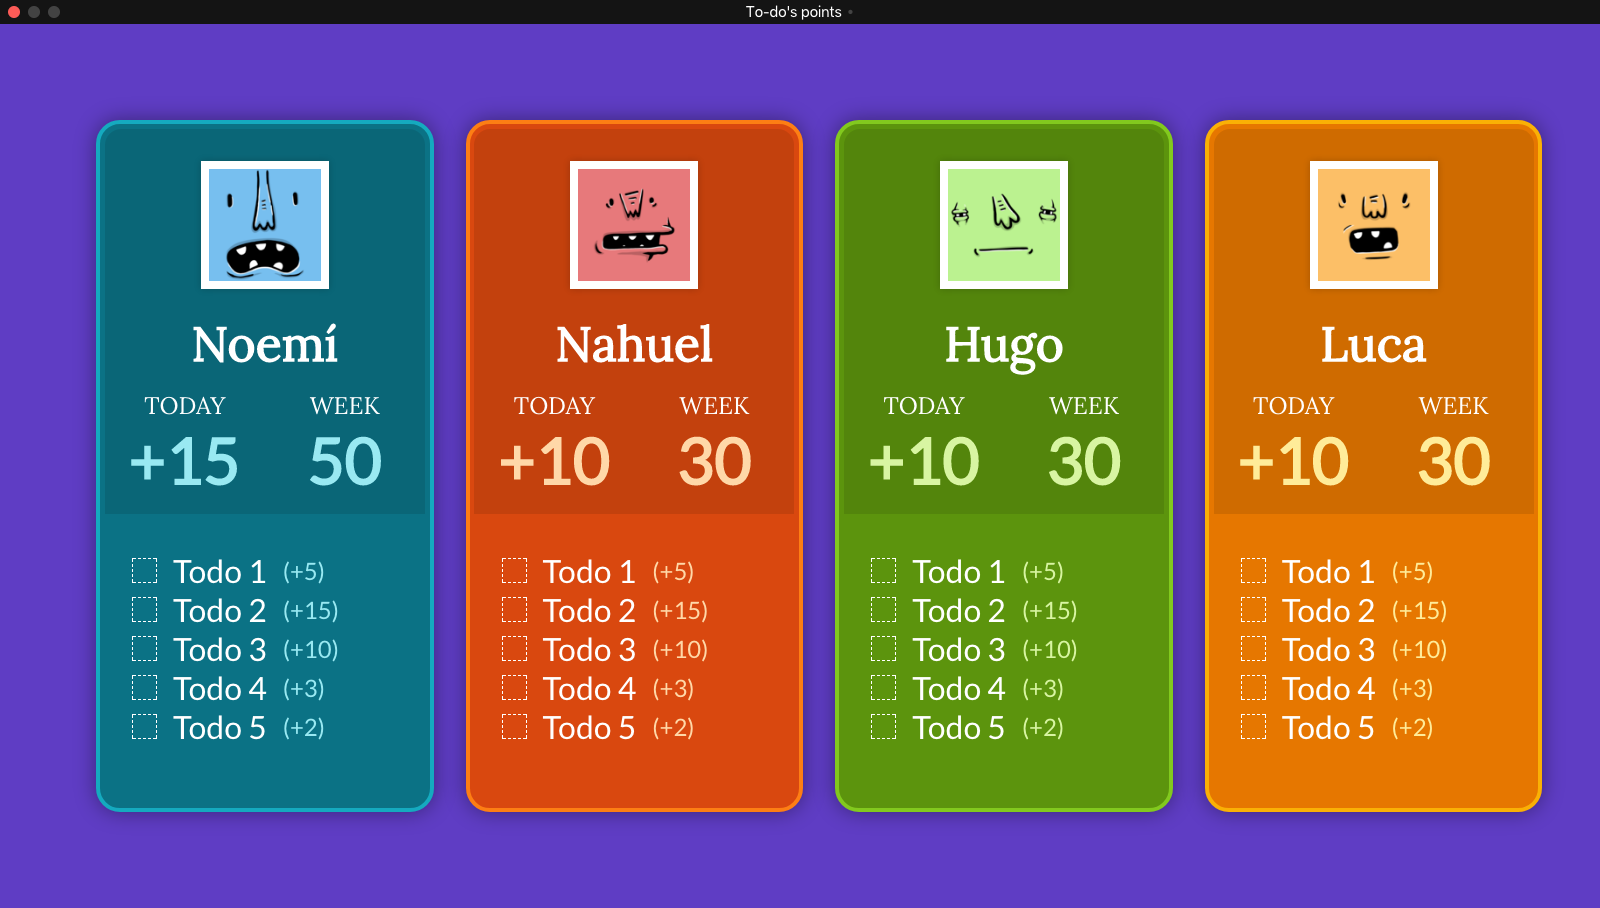 To-do's points
Noemí
TODAY WEEK
+15 50
Todo 1 (+5)
Todo 2 (+15)
Todo 3 (+10)
Todo 4 (+3)
Todo 5 (+2)
Nahuel
TODAY WEEK
+10 30
Todo 1 (+5)
Todo 2 (+15)
Todo 3 (+10)
Todo 4 (+3)
Todo 5 (+2)
Hugo
TODAY WEEK
+10 30
Todo 1 (+5)
Todo 2 (+15)
Todo 3 (+10)
Todo 4 (+3)
Todo 5 (+2)
Luca
TODAY WEEK
+10 30
Todo 1 (+5)
Todo 2 (+15)
Todo 3 (+10)
Todo 4 (+3)
Todo 5 (+2)